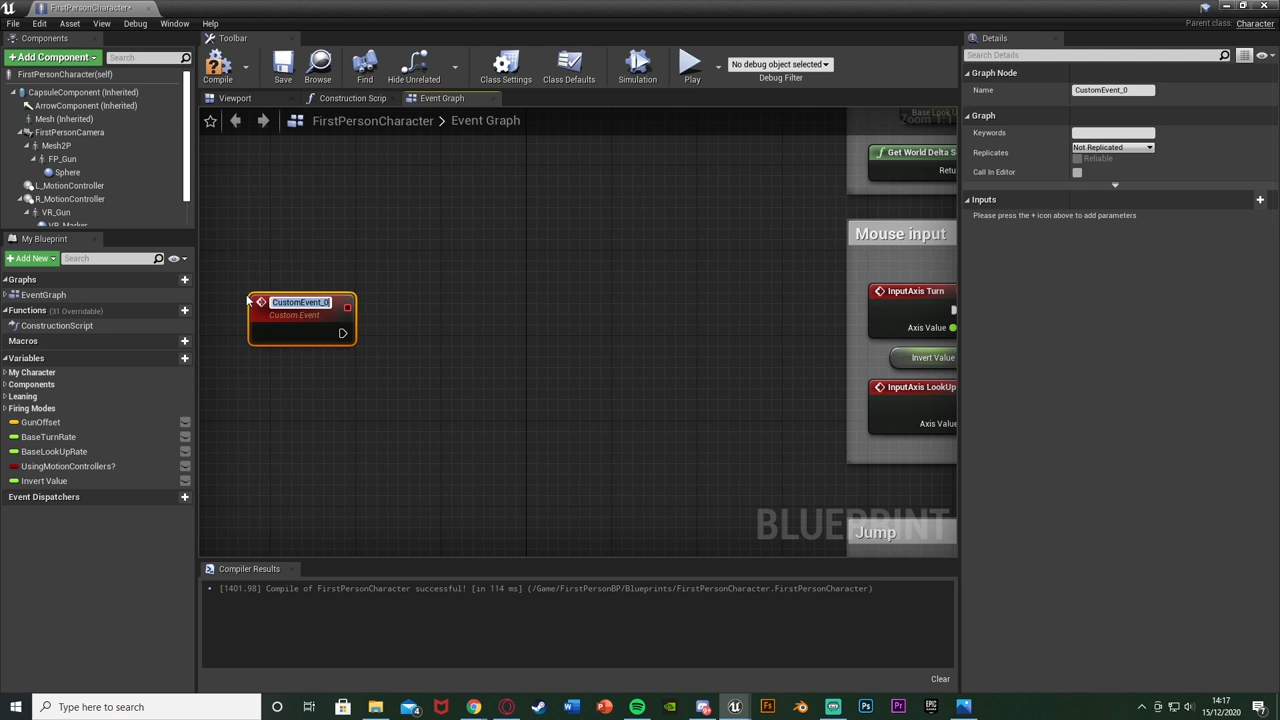 FirstPersonCharacter*
File Edit Asset View Debug Window Help
Parent class: Character
Components
Toolbar
Details
Add Component
Search
Compile
Save
Browse
Find
Hide Unrelated
Class Settings
Class Defaults
Simulation
Play
No debug object selected
Debug Filter
Search Details
FirstPersonCharacter(self)
CapsuleComponent (Inherited)
ArrowComponent (Inherited)
Mesh (Inherited)
FirstPersonCamera
Mesh2P
FP_Gun
Sphere
L_MotionController
R_MotionController
VR_Gun
VR_Marker
Viewport
Construction Scrip
Event Graph
FirstPersonCharacter > Event Graph
Graph Node
Name
CustomEvent_0
Graph
Keywords
Replicates
Not Replicated
Reliable
Call In Editor
Inputs
Please press the + icon above to add parameters
My Blueprint
Add New
Search
Graphs
EventGraph
Functions (31 Overridable)
ConstructionScript
Macros
Variables
My Character
Components
Leaning
Firing Modes
GunOffset
BaseTurnRate
BaseLookUpRate
UsingMotionControllers?
Invert Value
Event Dispatchers
CustomEvent_0
Custom Event
Base Look U
Zoom 1:1
Get World Delta S
Retu
Mouse input
InputAxis Turn
Axis Value
Invert Value
InputAxis LookUp
Axis Value
BLUEPRINT
Jump
Compiler Results
[1401.98] Compile of FirstPersonCharacter successful! [in 114 ms] (/Game/FirstPersonBP/Blueprints/FirstPersonCharacter.FirstPersonCharacter)
Clear
Type here to search
14:17
15/12/2020